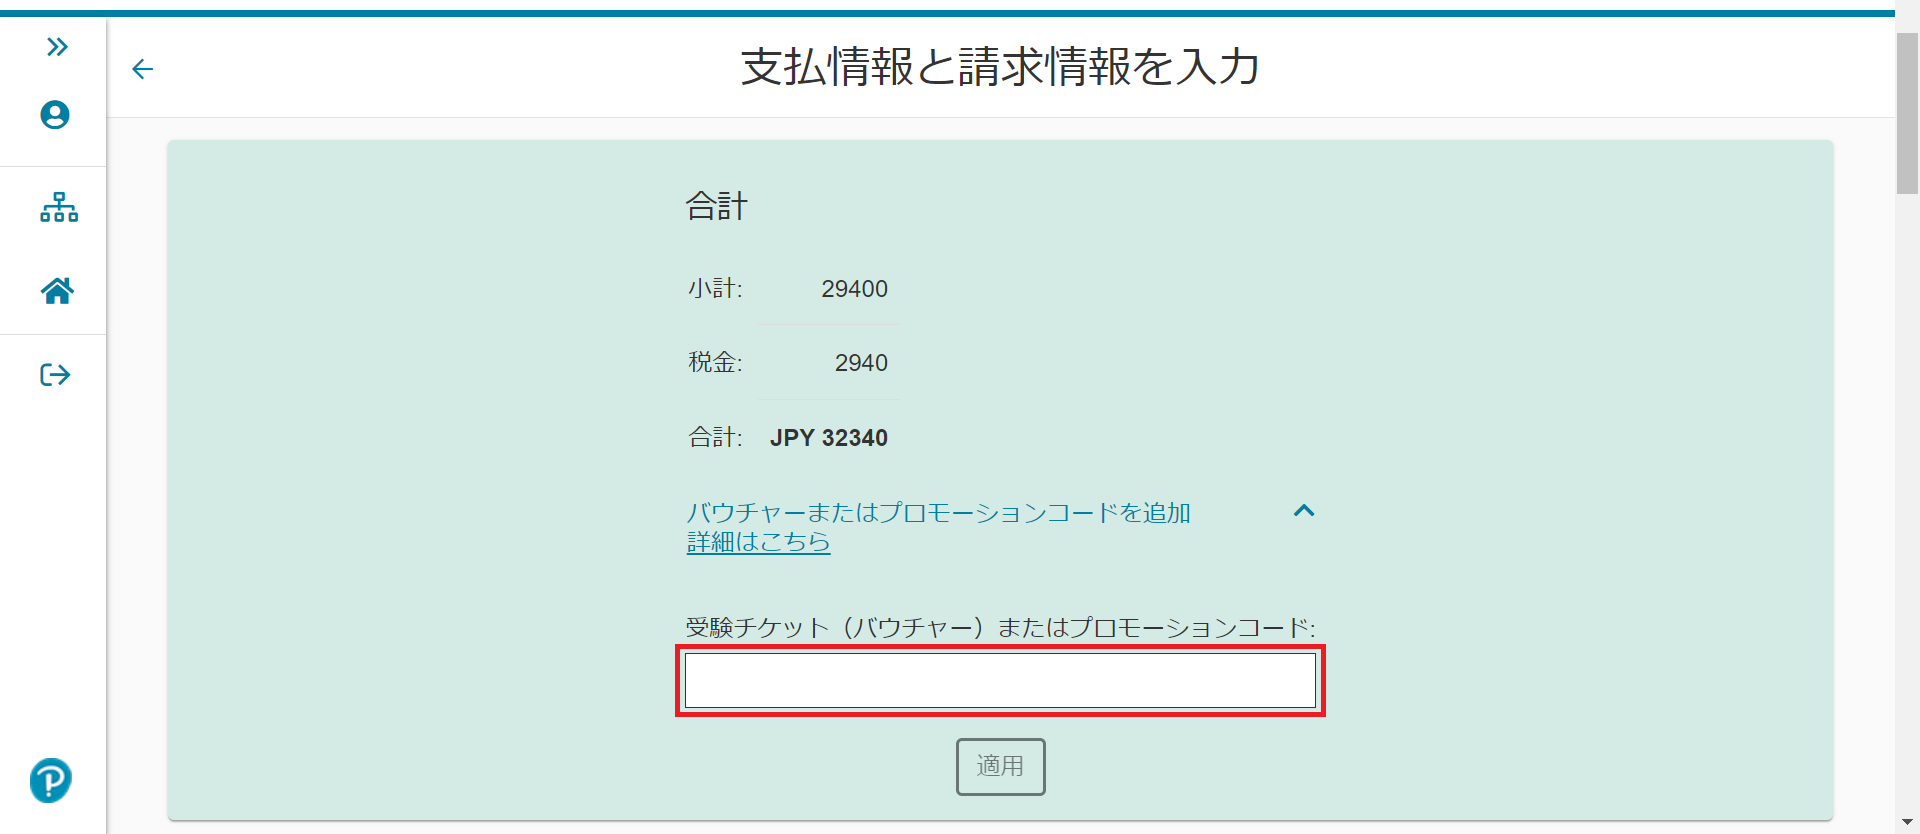 支払情報と請求情報を入力
合計
小計: 29400
税金: 2940
合計: JPY 32340
バウチャーまたはプロモーションコードを追加
詳細はこちら
受験チケット（バウチャー）またはプロモーションコード:
適用